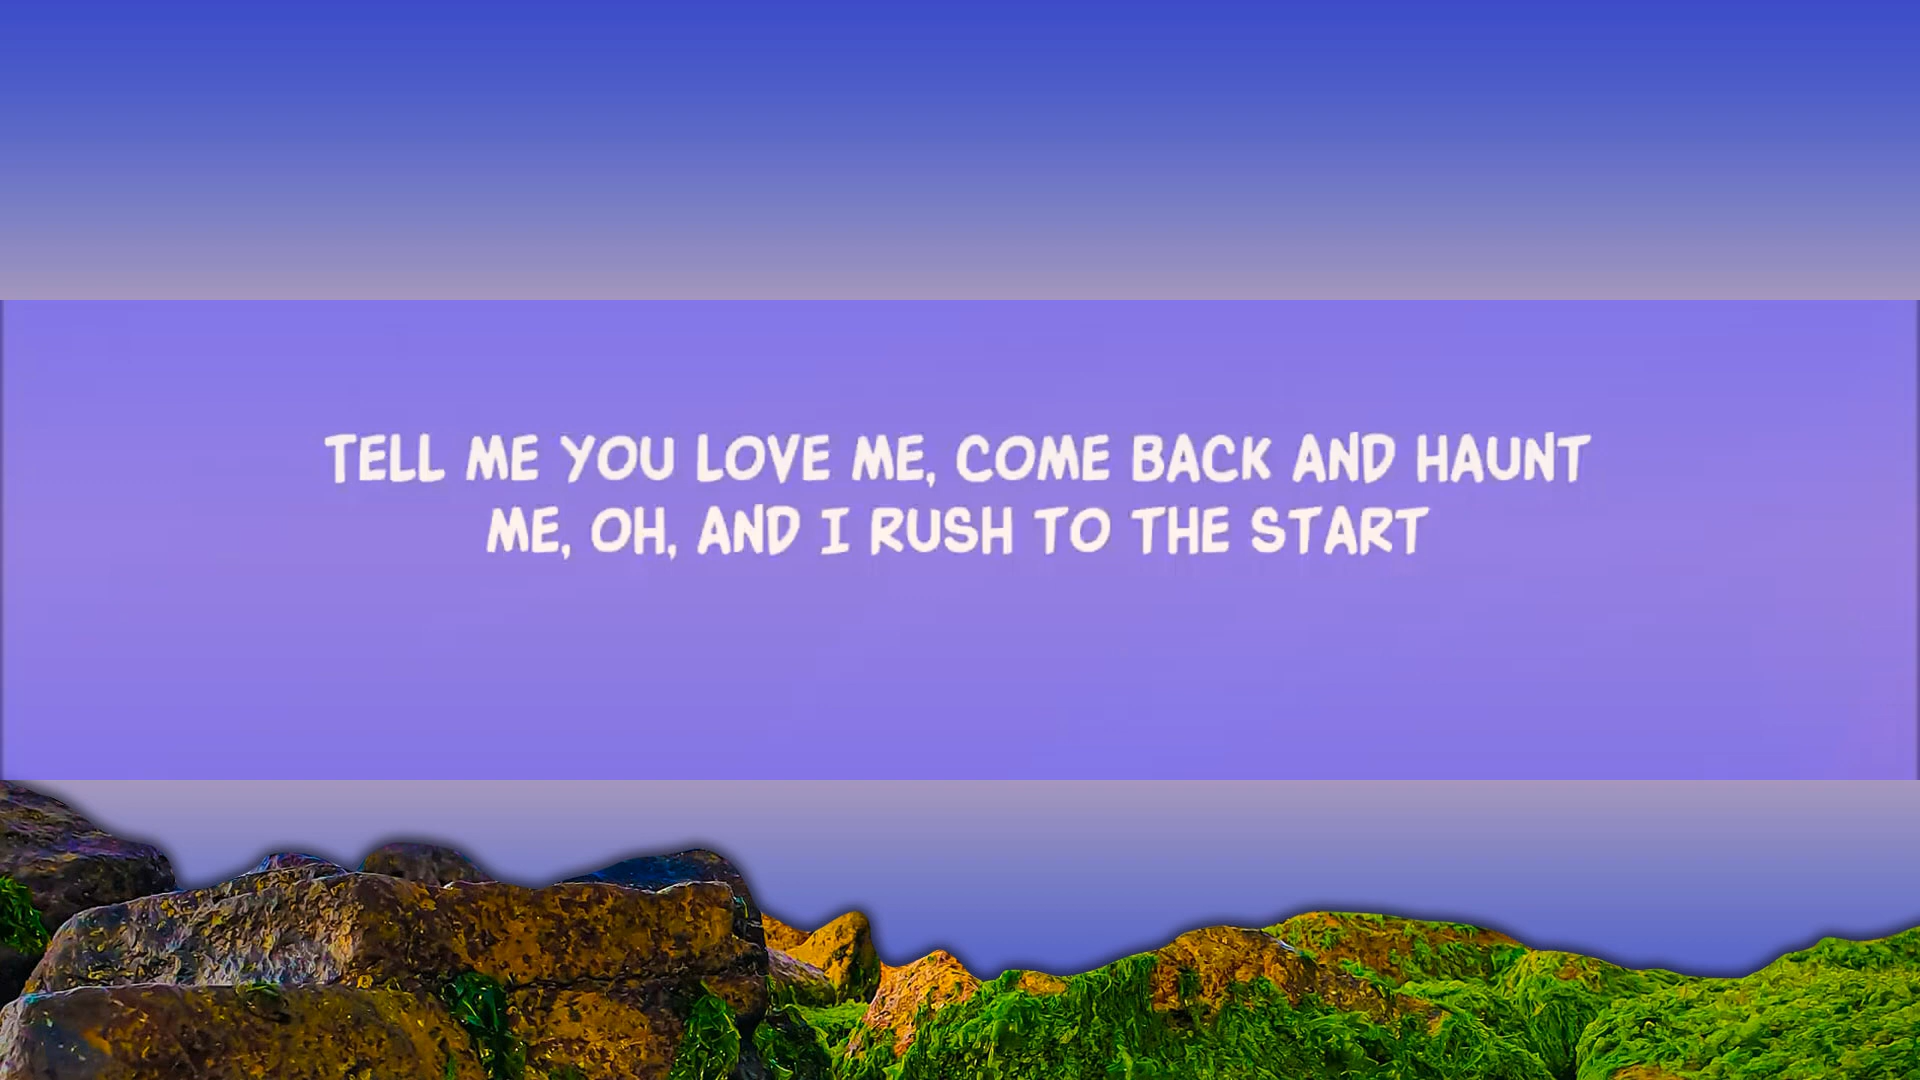 TELL ME YOU LOVE ME, COME BACK AND HAUNT
ME, OH, AND I RUSH TO THE START